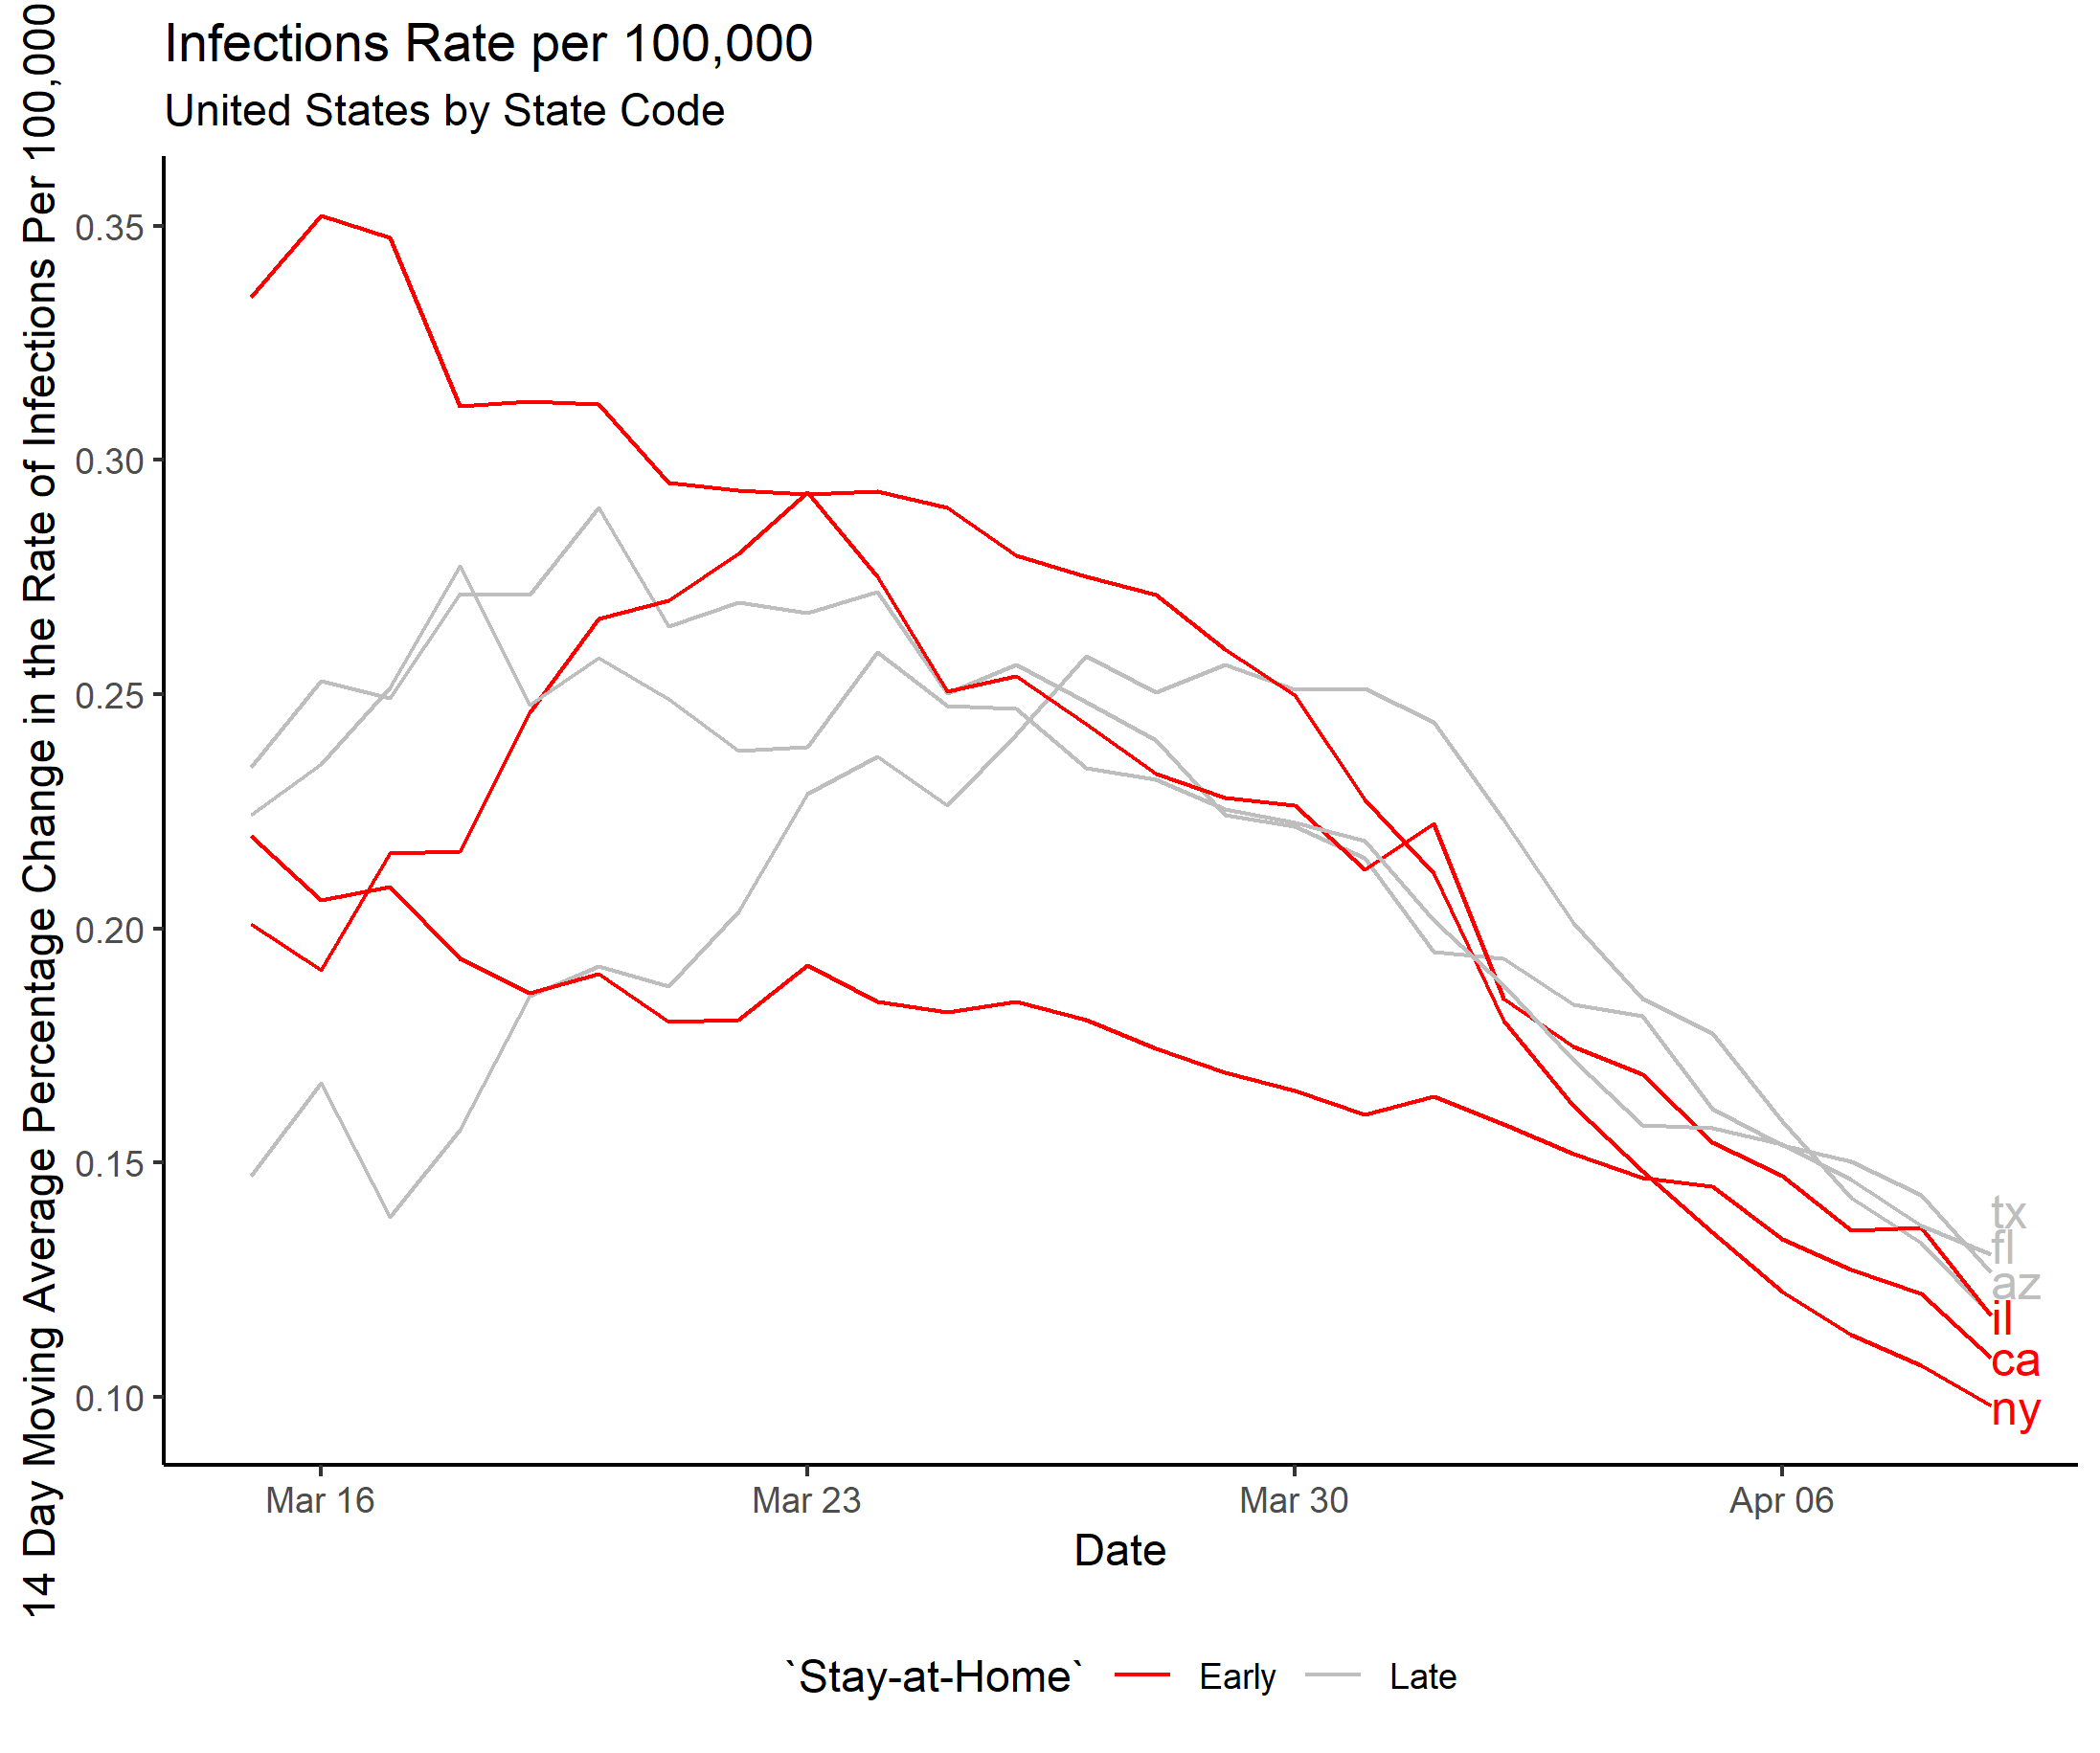 Infections Rate per 100,000
United States by State Code
14 Day Moving Average Percentage Change in the Rate of Infections Per 100,000
0.35
0.30
0.25
0.20
0.15
0.10
tx
fl
az
il
ca
ny
Mar 16
Mar 23
Mar 30
Apr 06
Date
`Stay-at-Home` Early Late